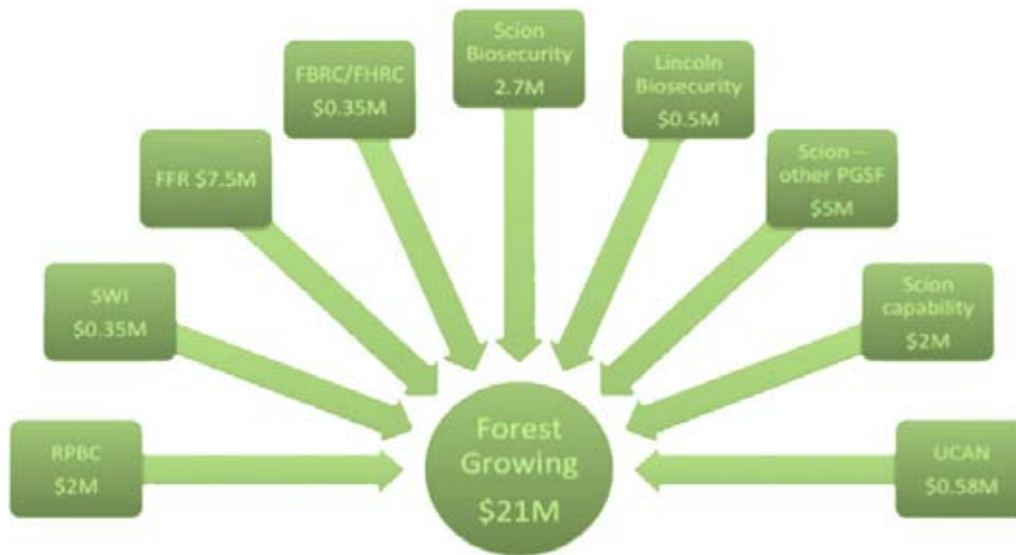 Scion
Biosecurity
2.7M
FBRC/FHRC
$0.35M
Lincoln
Biosecurity
$0.5M
FFR $7.5M
Scion –
other PGSF
$5M
SWI
$0.35M
Scion
capability
$2M
RPBC
$2M
Forest
Growing
$21M
UCAN
$0.58M